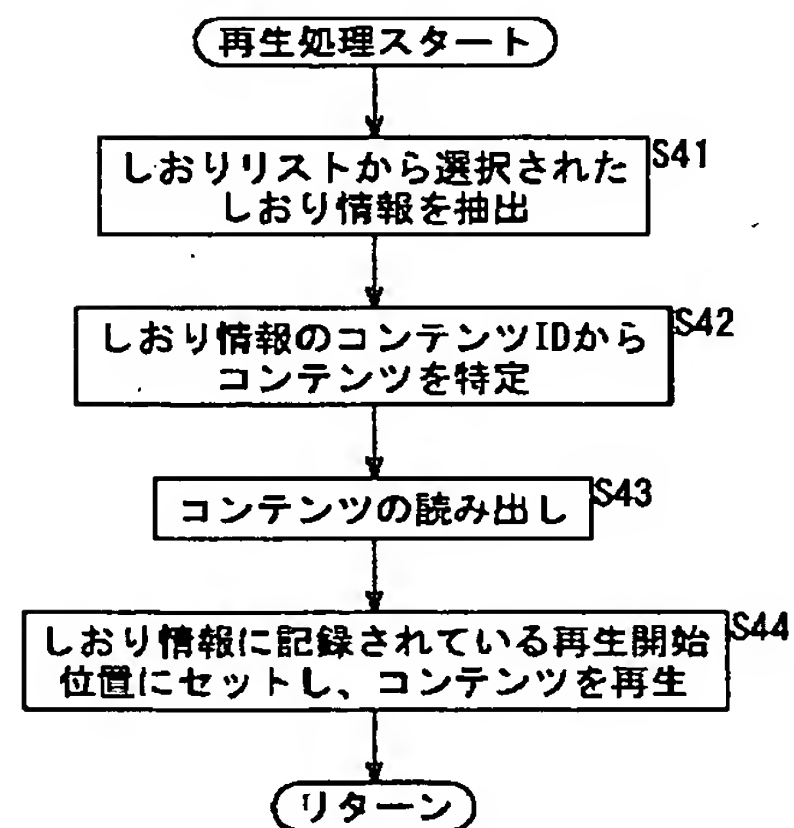 再生処理スタート
S41
しおりリストから選択された
しおり情報を抽出
S42
しおり情報のコンテンツIDから
コンテンツを特定
S43
コンテンツの読み出し
S44
しおり情報に記録されている再生開始
位置にセットし、コンテンツを再生
リターン